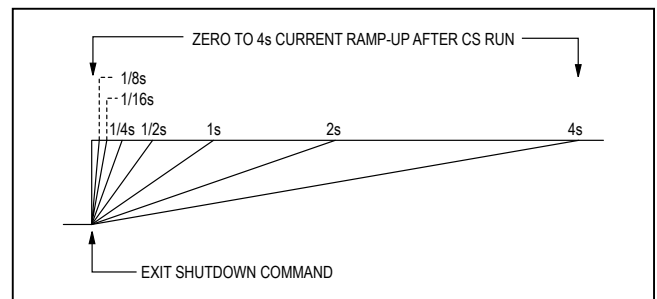 ZERO TO 4s CURRENT RAMP-UP AFTER CS RUN
1/8s
1/16s
1/4s 1/2s 1s 2s 4s
EXIT SHUTDOWN COMMAND